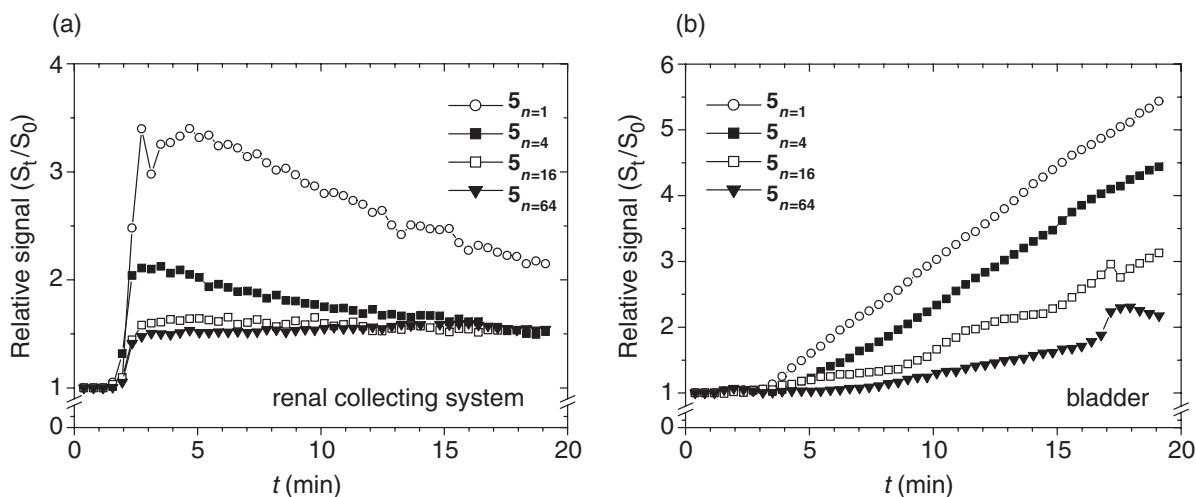 (a)
Relative signal (St/S0)
4
3
2
1
0
5n=1
5n=4
5n=16
5n=64
renal collecting system
0 5 10 15 20
t (min)
(b)
Relative signal (St/S0)
6
5
4
3
2
1
0
5n=1
5n=4
5n=16
5n=64
bladder
0 5 10 15 20
t (min)